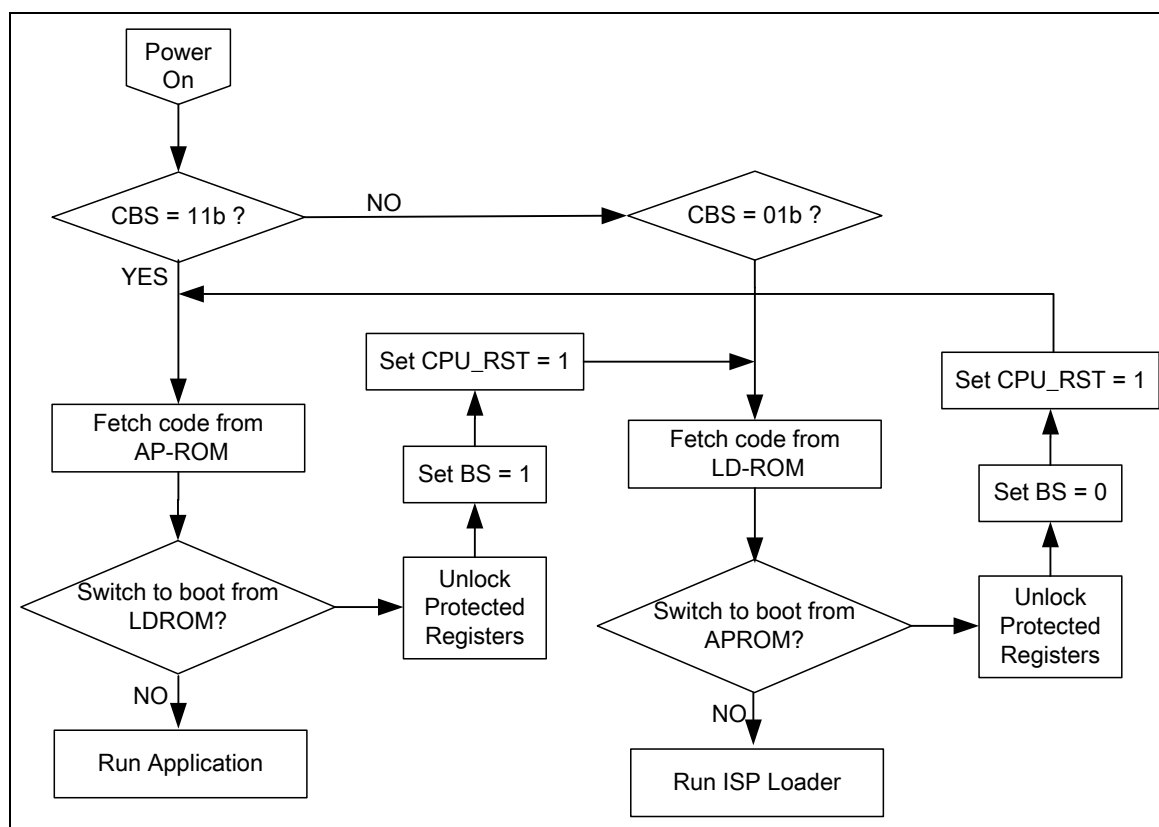 Power
On
CBS = 11b ?
NO
CBS = 01b ?
YES
Set CPU_RST = 1
Set CPU_RST = 1
Fetch code from
AP-ROM
Fetch code from
LD-ROM
Set BS = 1
Set BS = 0
Switch to boot from
LDROM?
Unlock
Protected
Registers
Switch to boot from
APROM?
Unlock
Protected
Registers
NO
NO
Run Application
Run ISP Loader